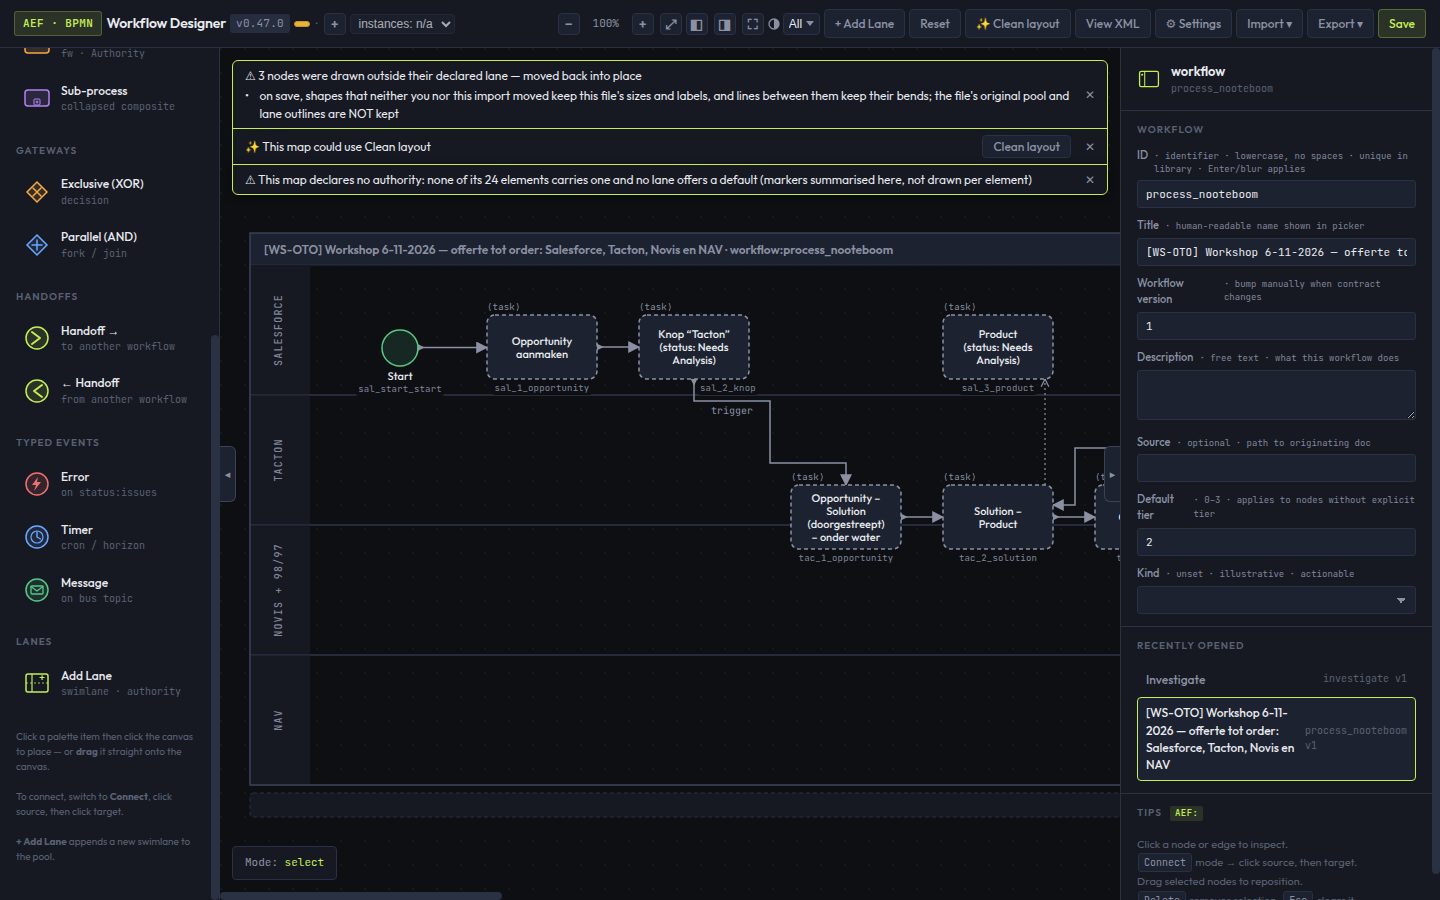 AEF · BPMN Workflow Designer v0.47.0 · + instances: n/a − 100% + All + Add Lane Reset ✨ Clean layout View XML ⚙ Settings Import ▾ Export ▾ Save
fw · Authority
Sub-process
collapsed composite
GATEWAYS
Exclusive (XOR)
decision
Parallel (AND)
fork / join
HANDOFFS
Handoff →
to another workflow
← Handoff
from another workflow
TYPED EVENTS
Error
on status:issues
Timer
cron / horizon
Message
on bus topic
LANES
Add Lane
swimlane · authority
Click a palette item then click the canvas
to place — or drag it straight onto the
canvas.
To connect, switch to Connect, click
source, then click target.
+ Add Lane appends a new swimlane to
the pool.
⚠ 3 nodes were drawn outside their declared lane — moved back into place
• on save, shapes that neither you nor this import moved keep this file's sizes and labels, and lines between them keep their bends; the file's original pool and
lane outlines are NOT kept
✕
✨ This map could use Clean layout
Clean layout ✕
⚠ This map declares no authority: none of its 24 elements carries one and no lane offers a default (markers summarised here, not drawn per element)
✕
[WS-OTO] Workshop 6-11-2026 — offerte tot order: Salesforce, Tacton, Novis en NAV · workflow:process_nooteboom
SALESFORCE
Start
sal_start_start
(task)
Opportunity
aanmaken
sal_1_opportunity
(task)
Knop “Tacton”
(status: Needs
Analysis)
sal_2_knop
trigger
(task)
Product
(status: Needs
Analysis)
sal_3_product
TACTON
(task)
Opportunity –
Solution
(doorgestreept)
– onder water
tac_1_opportunity
(task)
Solution –
Product
tac_2_solution
NOVIS + 98/97
NAV
Mode: select
workflow
process_nooteboom
WORKFLOW
ID · identifier · lowercase, no spaces · unique in
library · Enter/blur applies
process_nooteboom
Title · human-readable name shown in picker
[WS-OTO] Workshop 6-11-2026 — offerte to
Workflow version · bump manually when contract changes
1
Description · free text · what this workflow does
Source · optional · path to originating doc
Default tier · 0-3 · applies to nodes without explicit tier
2
Kind · unset · illustrative · actionable
RECENTLY OPENED
Investigate investigate v1
[WS-OTO] Workshop 6-11-
2026 — offerte tot order:
Salesforce, Tacton, Novis en
NAV
process_nooteboom
v1
TIPS AEF:
Click a node or edge to inspect.
Connect mode → click source, then target.
Drag selected nodes to reposition.